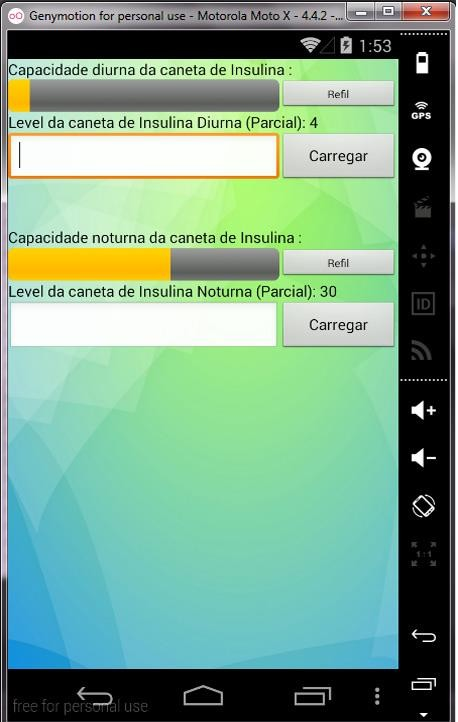 Genymotion for personal use - Motorola Moto X - 4.4.2 -...
1:53
Capacidade diurna da caneta de Insulina :
Refil
GPS
Level da caneta de Insulina Diurna (Parcial): 4
Carregar
Capacidade noturna da caneta de Insulina :
Refil
ID
Level da caneta de Insulina Noturna (Parcial): 30
Carregar
1:1
free for personal use